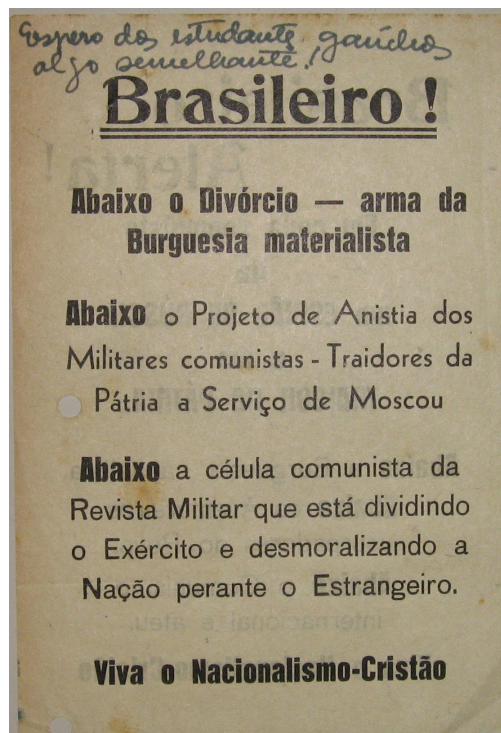 Espero dos estudantes gaúchos
algo semelhante!
Brasileiro!
Abaixo o Divórcio — arma da
Burguesia materialista
Abaixo o Projeto de Anistia dos
Militares comunistas - Traidores da
Pátria a Serviço de Moscou
Abaixo a célula comunista da
Revista Militar que está dividindo
o Exército e desmoralizando a
Nação perante o Estrangeiro.
Viva o Nacionalismo-Cristão